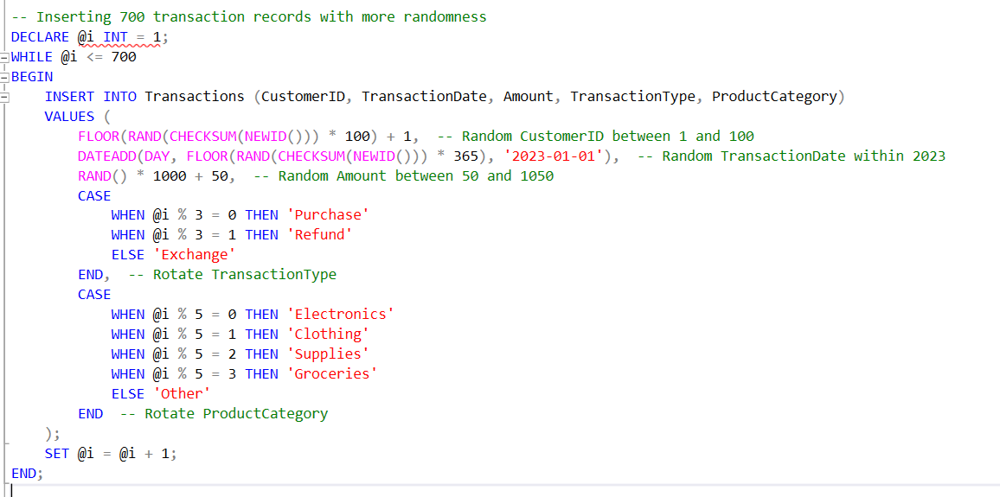 -- Inserting 700 transaction records with more randomness
DECLARE @i INT = 1;
WHILE @i <= 700
BEGIN
    INSERT INTO Transactions (CustomerID, TransactionDate, Amount, TransactionType, ProductCategory)
    VALUES (
        FLOOR(RAND(CHECKSUM(NEWID())) * 100) + 1,  -- Random CustomerID between 1 and 100
        DATEADD(DAY, FLOOR(RAND(CHECKSUM(NEWID())) * 365), '2023-01-01'),  -- Random TransactionDate within 2023
        RAND() * 1000 + 50,  -- Random Amount between 50 and 1050
        CASE
            WHEN @i % 3 = 0 THEN 'Purchase'
            WHEN @i % 3 = 1 THEN 'Refund'
            ELSE 'Exchange'
        END,  -- Rotate TransactionType
        CASE
            WHEN @i % 5 = 0 THEN 'Electronics'
            WHEN @i % 5 = 1 THEN 'Clothing'
            WHEN @i % 5 = 2 THEN 'Supplies'
            WHEN @i % 5 = 3 THEN 'Groceries'
            ELSE 'Other'
        END  -- Rotate ProductCategory
    );
    SET @i = @i + 1;
END;